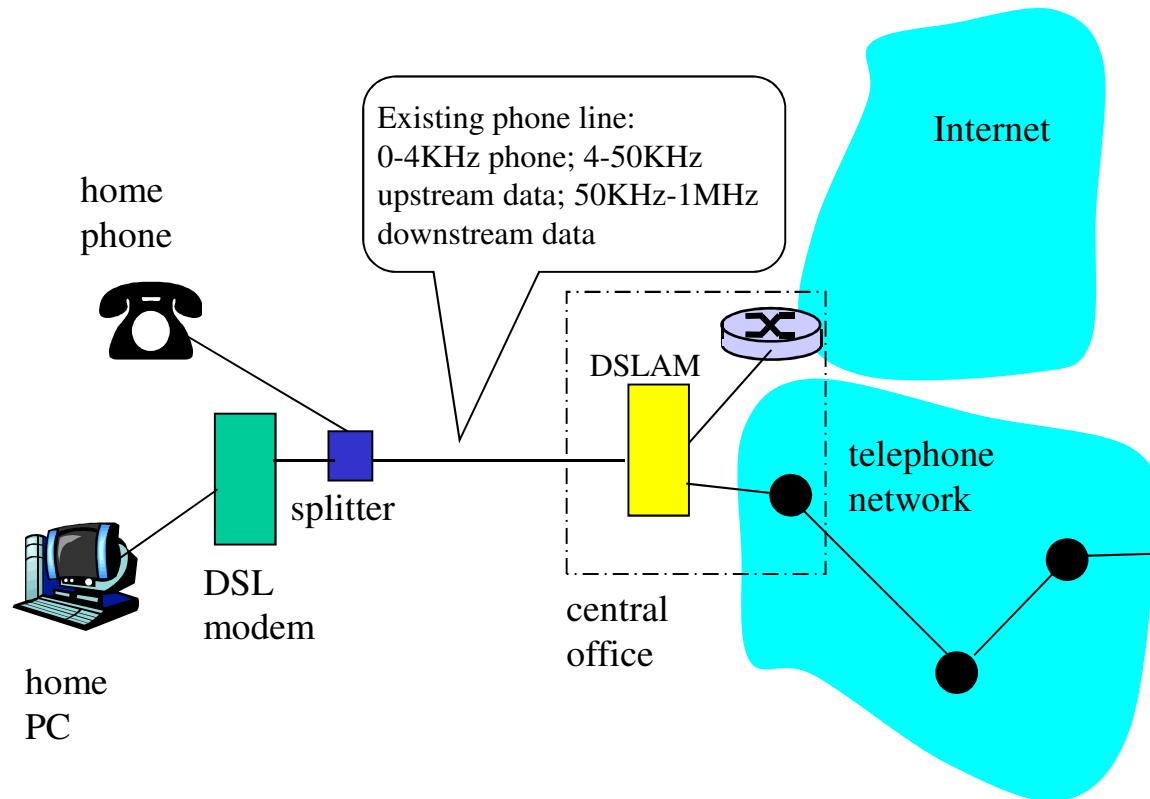 Existing phone line:
0-4KHz phone; 4-50KHz
upstream data; 50KHz-1MHz
downstream data
Internet
home
phone
DSLAM
splitter
telephone
network
DSL
modem
central
office
home
PC